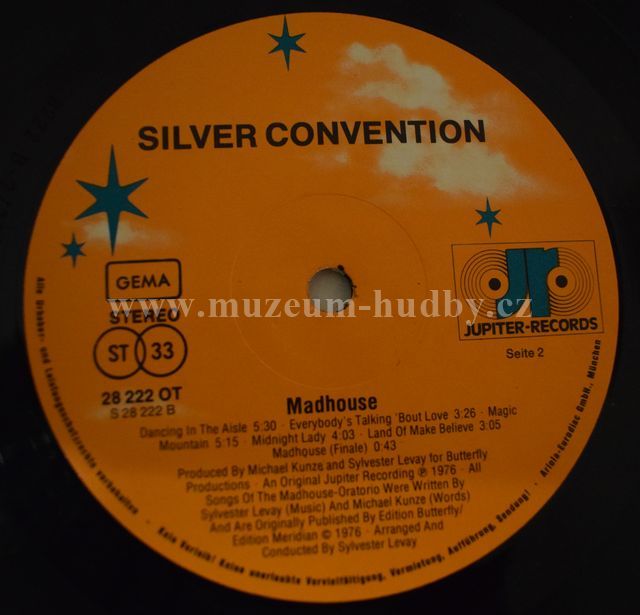 SILVER CONVENTION
GEMA
STEREO
ST 33
28 222 OT
S 28 222 B
www.muzeum-hudby.cz
jr
JUPITER-RECORDS
Seite 2
Madhouse
Dancing In The Aisle 5:30 · Everybody's Talking 'Bout Love 3:26 · Magic
Mountain 5:15 · Midnight Lady 4:03 · Land Of Make Believe 3:05
Madhouse (Finale) 0:43
Produced By Michael Kunze and Sylvester Levay for Butterfly
Productions · An Original Jupiter Recording ℗ 1976 · All
Songs Of The Madhouse-Oratorio Were Written By
Sylvester Levay (Music) And Michael Kunze (Words)
And Are Originally Published By Edition Butterfly/
Edition Meridian © 1976 · Arranged And
Conducted By Sylvester Levay
Alle Urheber- und Leistungsschutzrechte vorbehalten · Kein Verleih! Keine unerlaubte Vervielfältigung, Vermietung, Aufführung, Sendung! · Ariola-Eurodisc GmbH., München